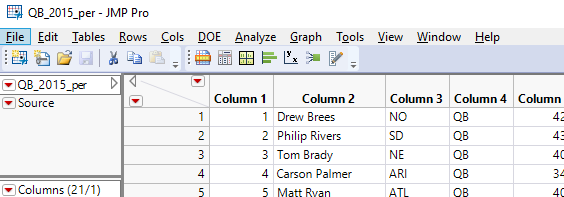 QB_2015_per - JMP Pro
File Edit Tables Rows Cols DOE Analyze Graph Tools View Window Help
QB_2015_per
Source
Columns (21/1)
Column 1 Column 2 Column 3 Column 4 Column
1 1 Drew Brees NO QB 42
2 2 Philip Rivers SD QB 43
3 3 Tom Brady NE QB 40
4 4 Carson Palmer ARI QB 34
5 5 Matt Ryan ATL QB 40